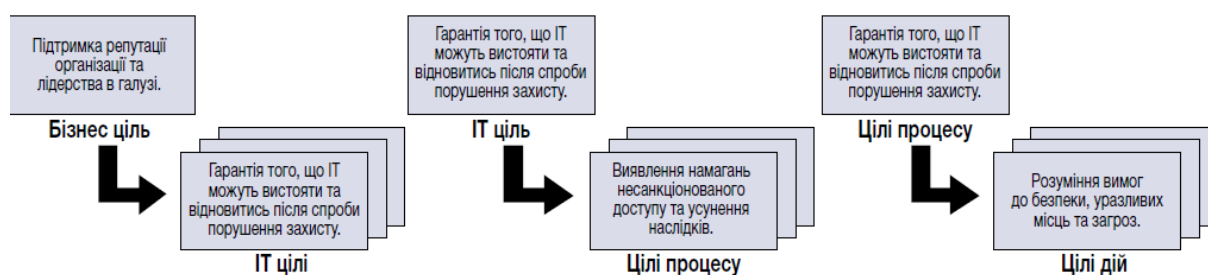 Підтримка репутації
організації та
лідерства в галузі.
Бізнес ціль
Гарантія того, що ІТ
можуть вистояти та
відновитись після спроби
порушення захисту.
ІТ цілі
Гарантія того, що ІТ
можуть вистояти та
відновитись після спроби
порушення захисту.
ІТ ціль
Виявлення намагань
несанкціонованого
доступу та усунення
наслідків.
Цілі процесу
Гарантія того, що ІТ
можуть вистояти та
відновитись після спроби
порушення захисту.
Цілі процесу
Розуміння вимог
до безпеки, уразливих
місць та загроз.
Цілі дій